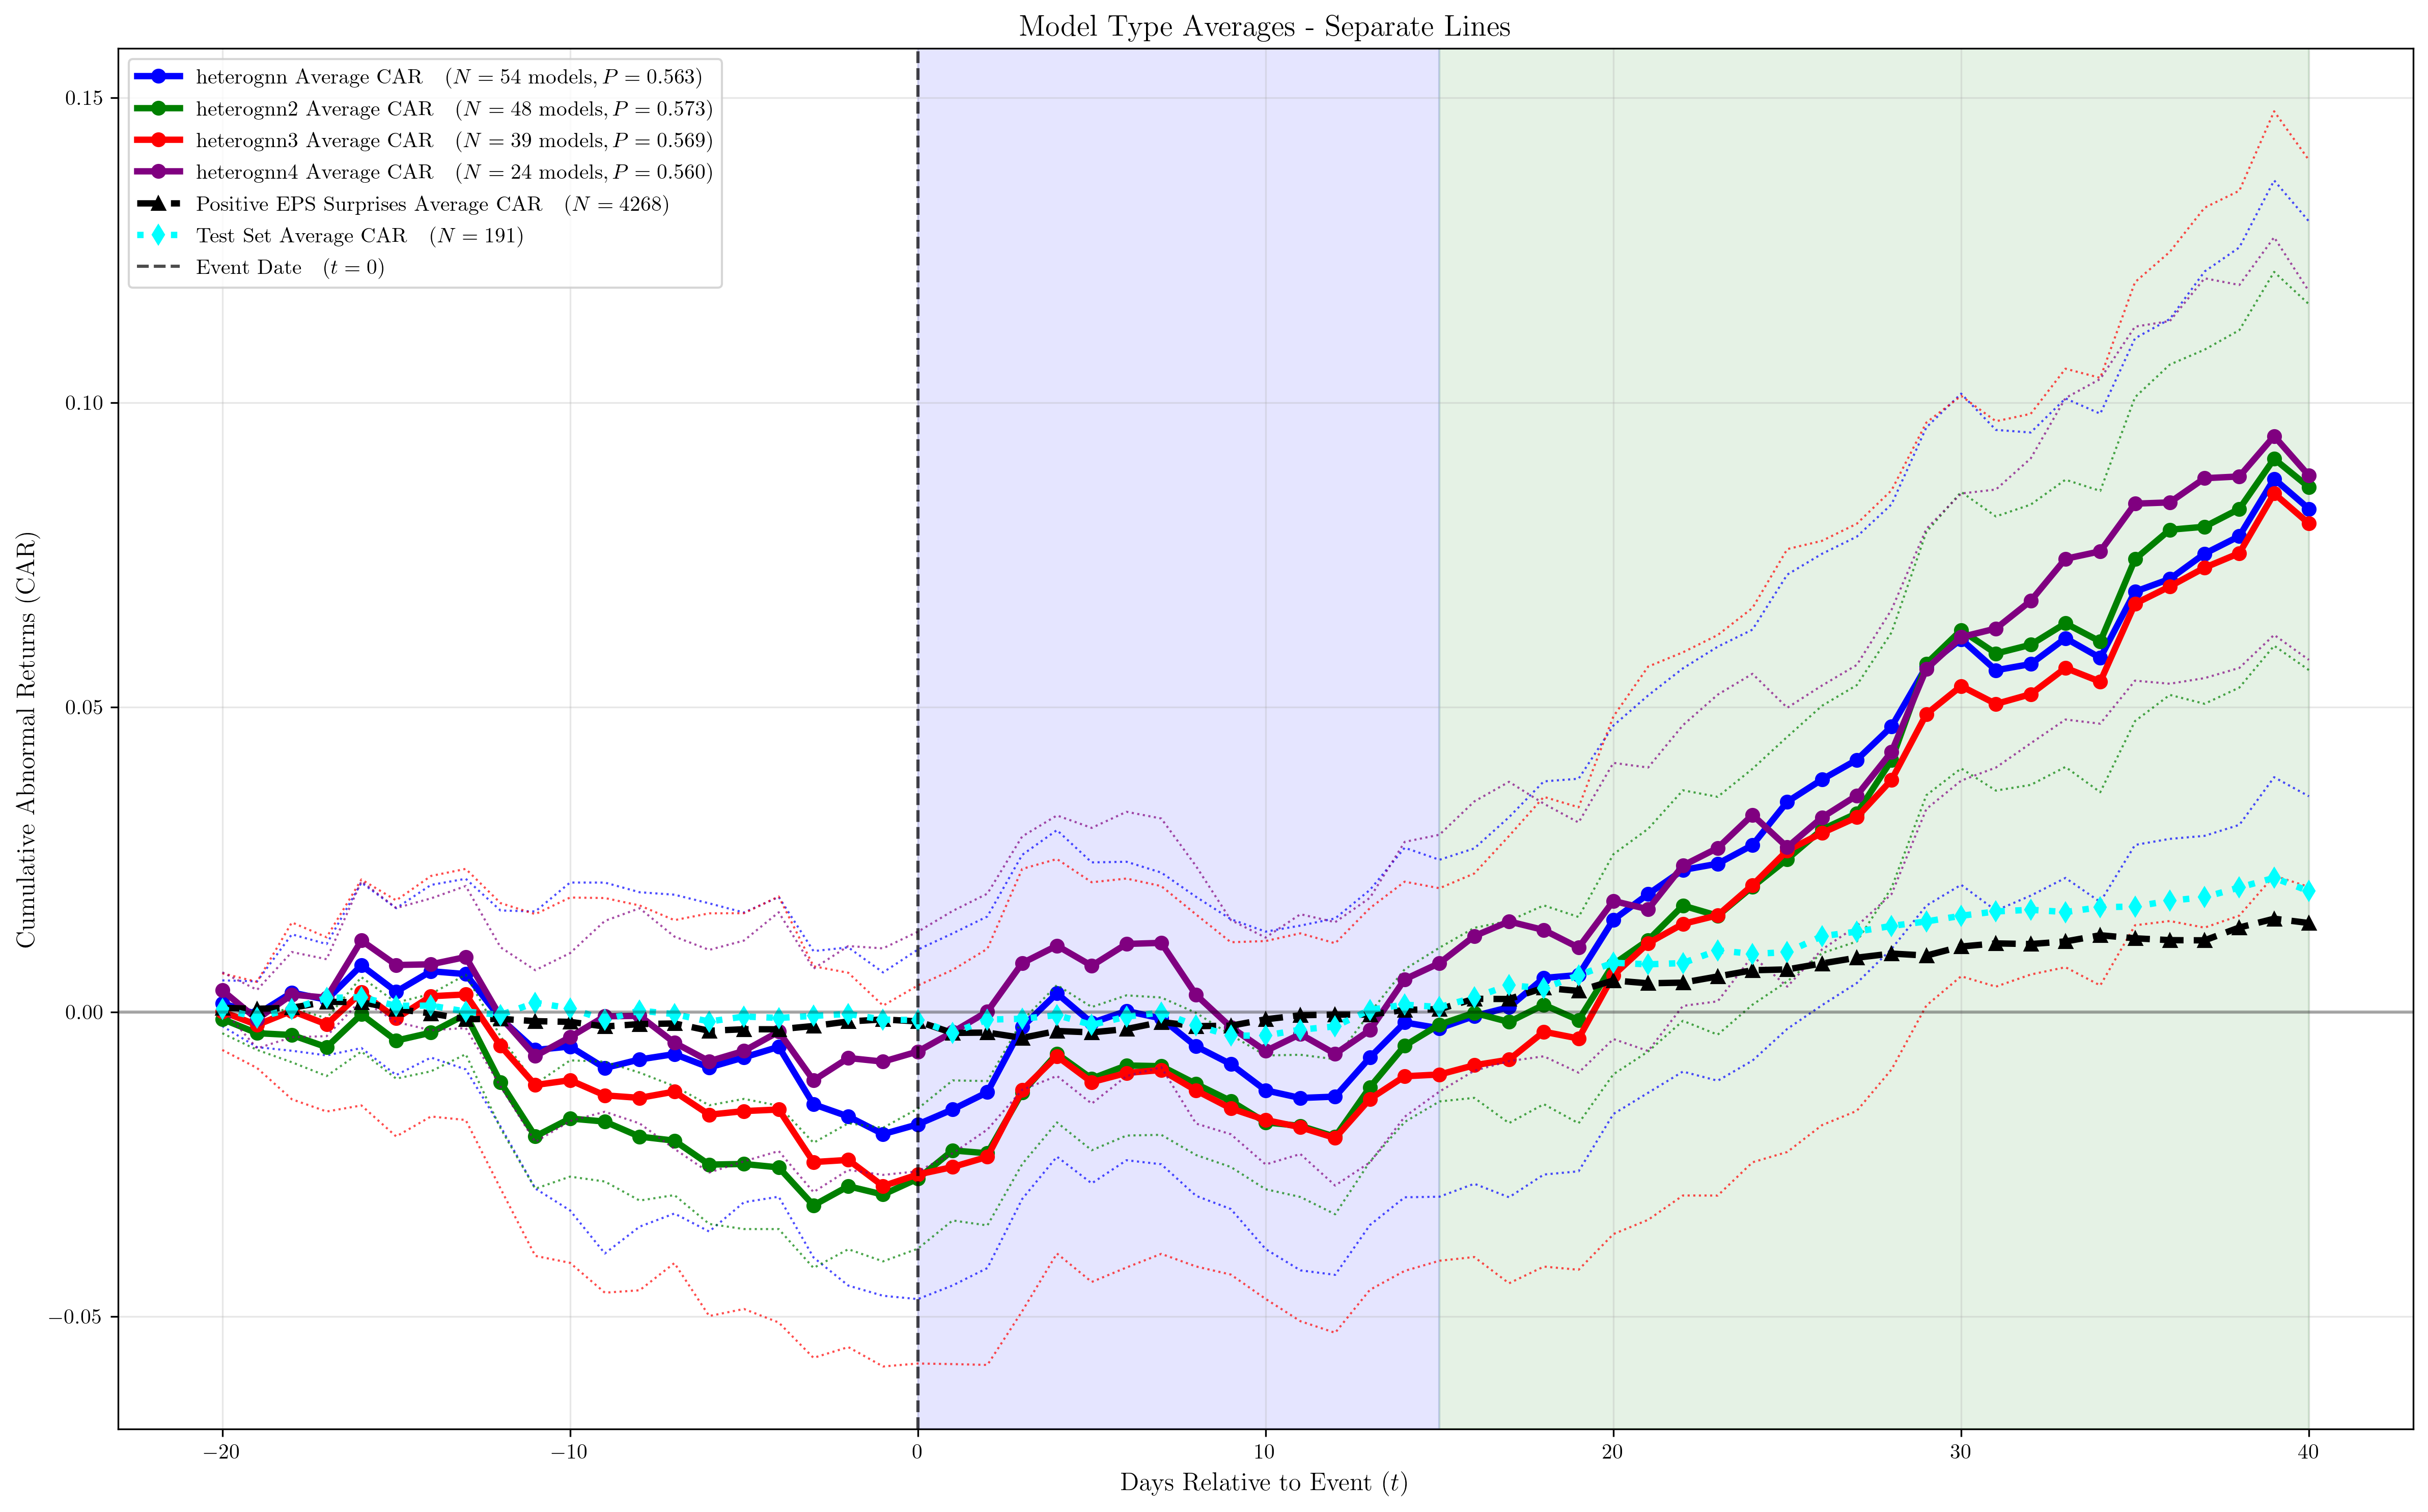 Model Type Averages - Separate Lines
heterognn Average CAR (N = 54 models, P = 0.563)
heterognn2 Average CAR (N = 48 models, P = 0.573)
heterognn3 Average CAR (N = 39 models, P = 0.569)
heterognn4 Average CAR (N = 24 models, P = 0.560)
Positive EPS Surprises Average CAR (N = 4268)
Test Set Average CAR (N = 191)
Event Date (t = 0)
Cumulative Abnormal Returns (CAR)
0.15
0.10
0.05
0.00
−0.05
−20 −10 0 10 20 30 40
Days Relative to Event (t)